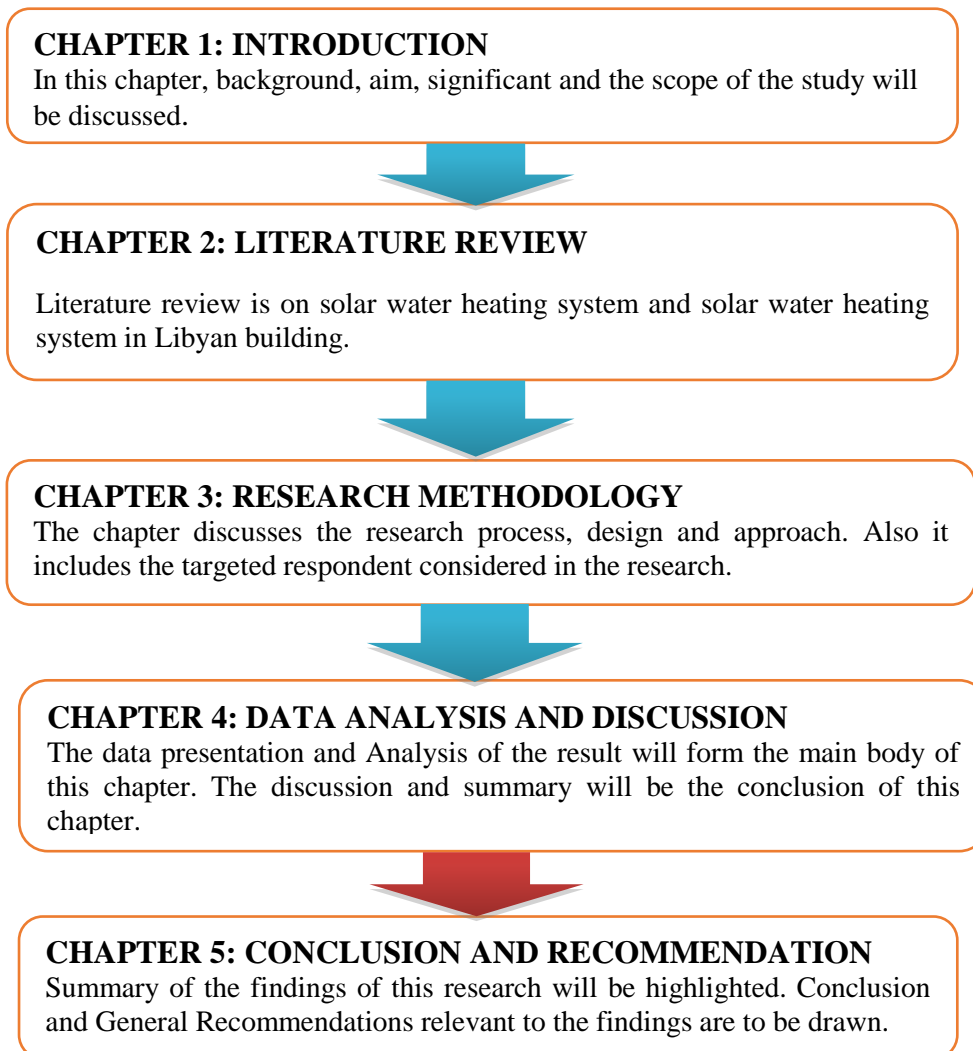 CHAPTER 1: INTRODUCTION
In this chapter, background, aim, significant and the scope of the study will
be discussed.
CHAPTER 2: LITERATURE REVIEW
Literature review is on solar water heating system and solar water heating
system in Libyan building.
CHAPTER 3: RESEARCH METHODOLOGY
The chapter discusses the research process, design and approach. Also it
includes the targeted respondent considered in the research.
CHAPTER 4: DATA ANALYSIS AND DISCUSSION
The data presentation and Analysis of the result will form the main body of
this chapter. The discussion and summary will be the conclusion of this
chapter.
CHAPTER 5: CONCLUSION AND RECOMMENDATION
Summary of the findings of this research will be highlighted. Conclusion
and General Recommendations relevant to the findings are to be drawn.